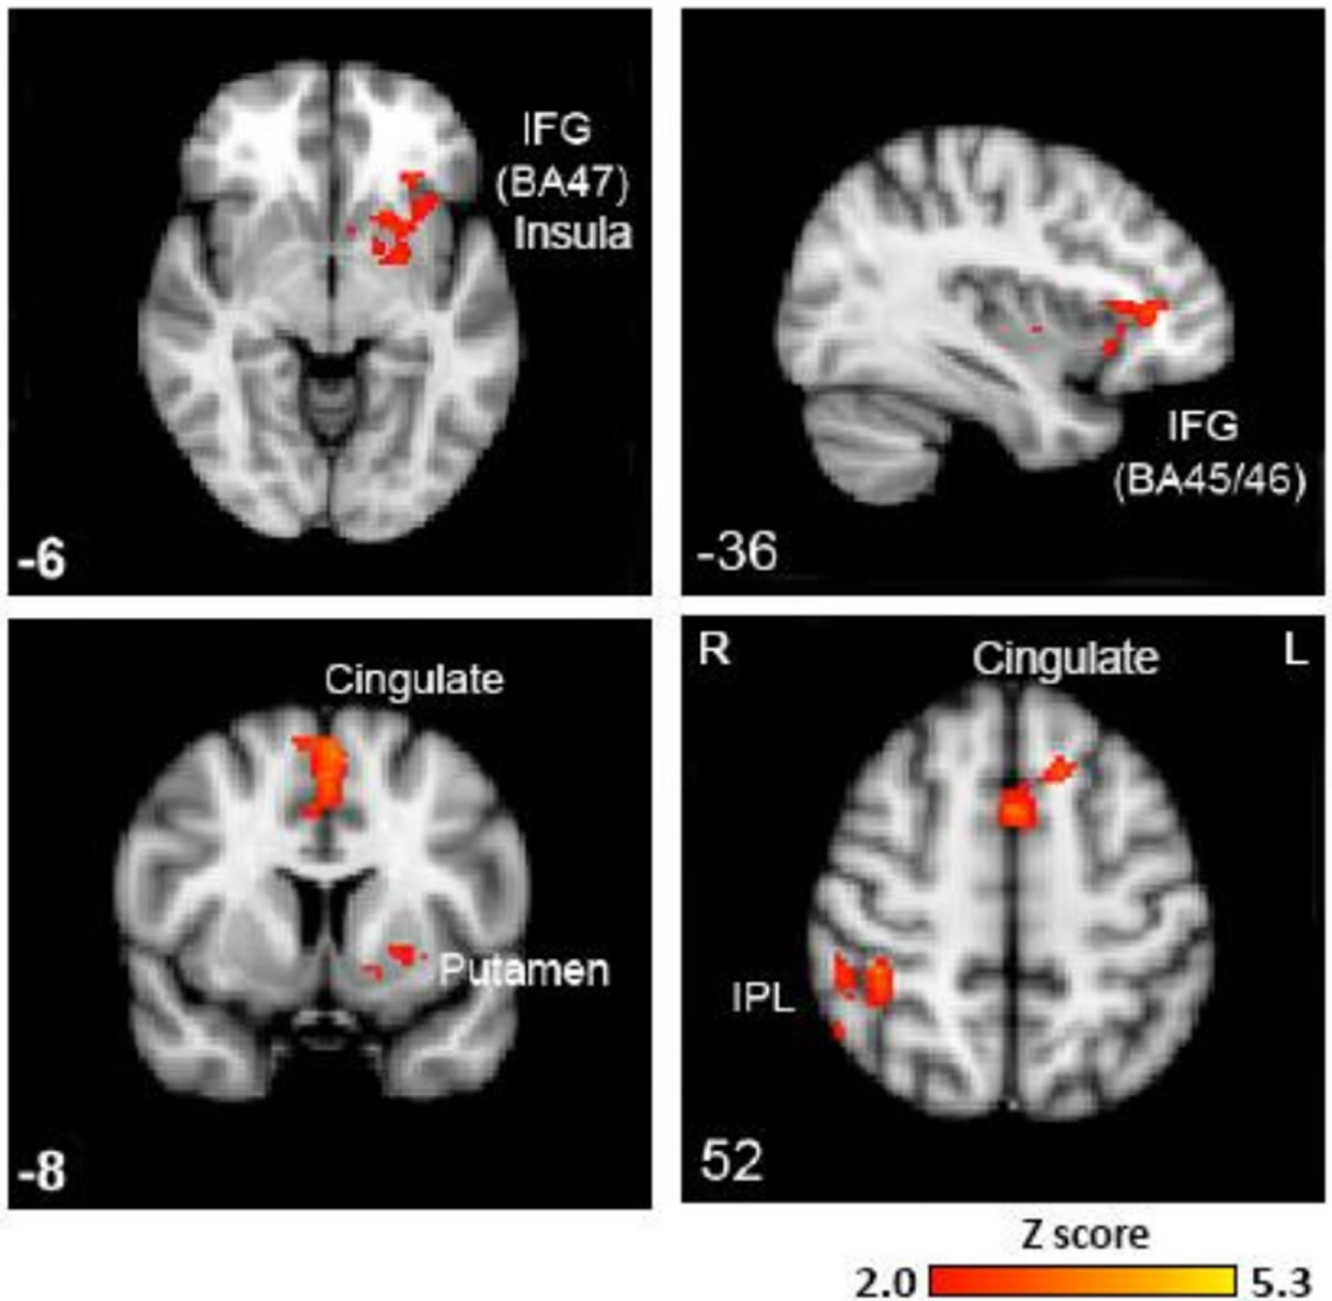 IFG
(BA47)
Insula
-6
IFG
(BA45/46)
-36
Cingulate
Putamen
-8
R
Cingulate
L
IPL
52
Z score
2.0
5.3